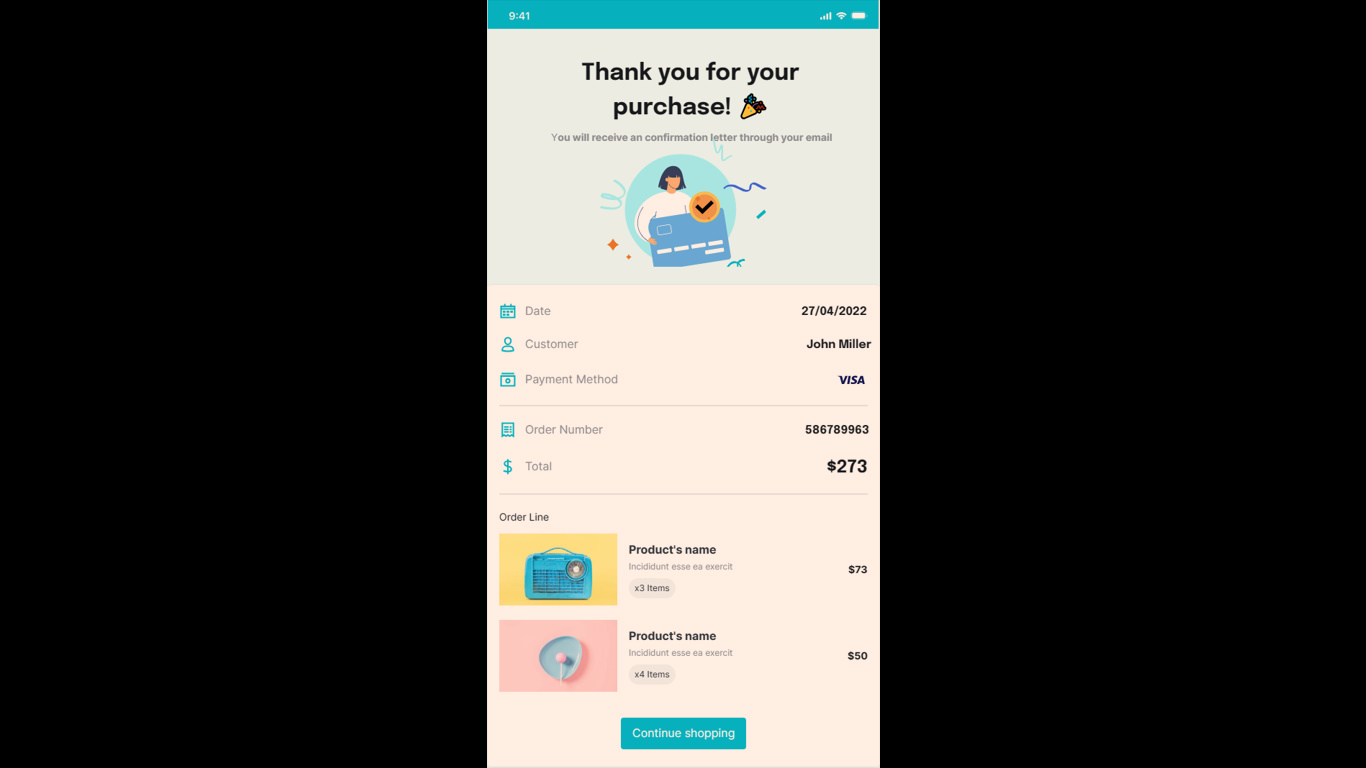 9:41
Thank you for your
purchase! 🎉
You will receive an confirmation letter through your email
Date 27/04/2022
Customer John Miller
Payment Method VISA
Order Number 586789963
Total $273
Order Line
Product's name
Incididunt esse ea exercit
$73
x3 Items
Product's name
Incididunt esse ea exercit
$50
x4 Items
Continue shopping